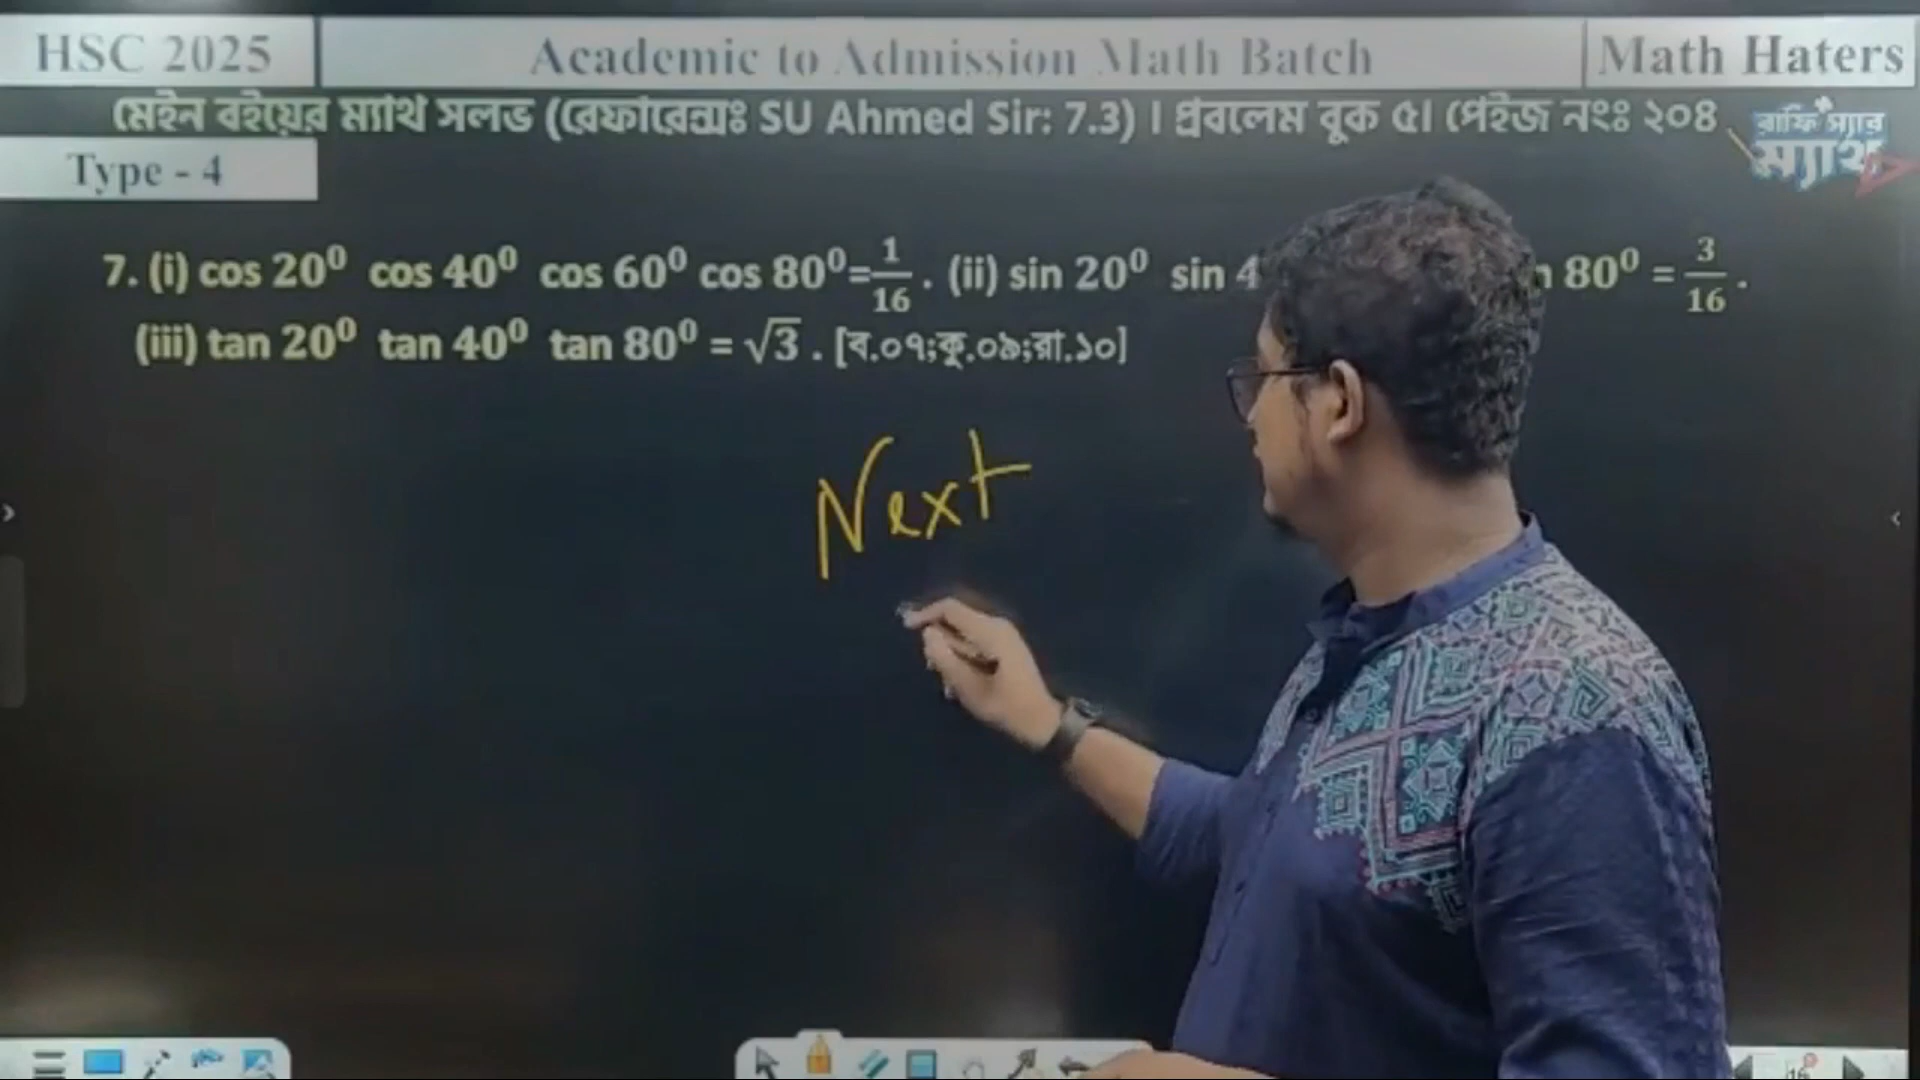 HSC 2025 Academic to Admission Math Batch Math Haters
মেইন বইয়ের ম্যাথ সলভ (রেফারেন্সঃ SU Ahmed Sir: 7.3) । প্রবলেম বুক ৫। পেইজ নংঃ ২০৪
রাফি স্যার
ম্যাথ
Type - 4
7. (i) cos 20⁰ cos 40⁰ cos 60⁰ cos 80⁰=1/16 . (ii) sin 20⁰ sin 4 80⁰ = 3/16 .
(iii) tan 20⁰ tan 40⁰ tan 80⁰ = √3 . [ব.০৭;কু.০৯;রা.১০]
Next
16